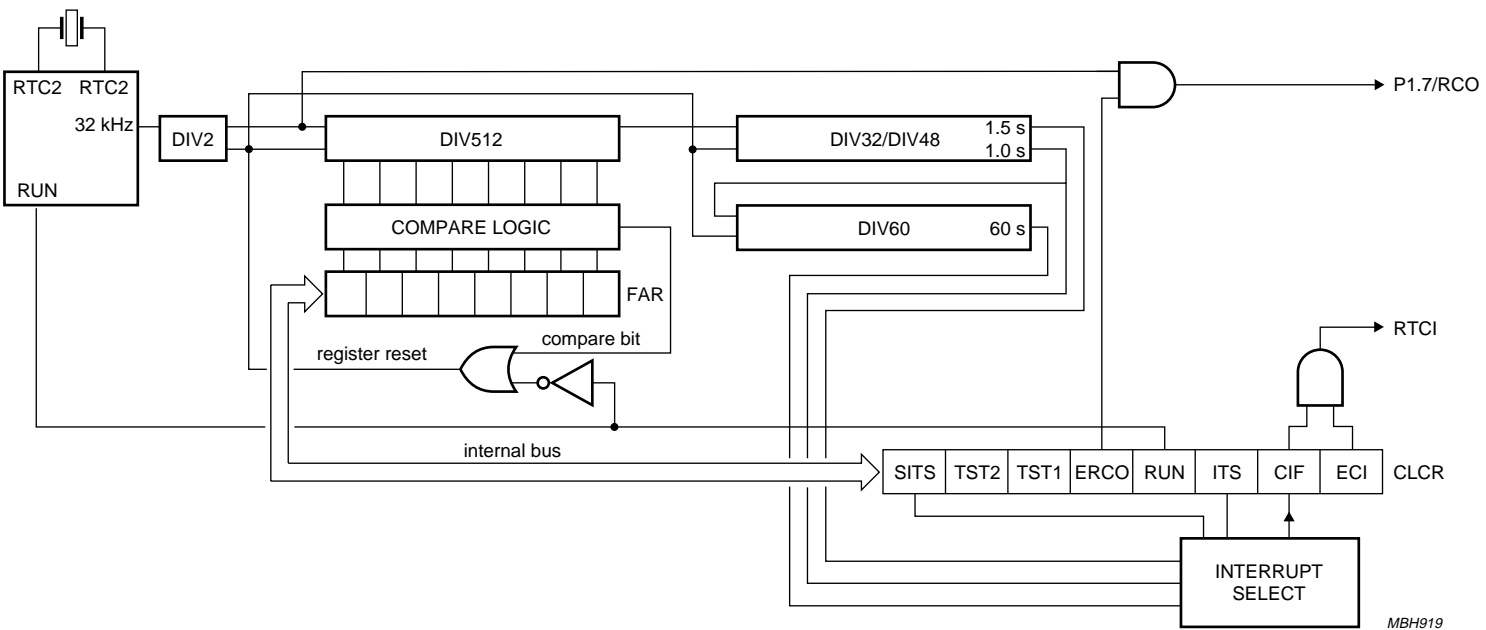 RTC2 RTC2
32 kHz
RUN
DIV2
DIV512
DIV32/DIV48
1.5 s
1.0 s
P1.7/RCO
COMPARE LOGIC
DIV60
60 s
FAR
compare bit
register reset
RTCI
internal bus
SITS TST2 TST1 ERCO RUN ITS CIF ECI CLCR
INTERRUPT
SELECT
MBH919